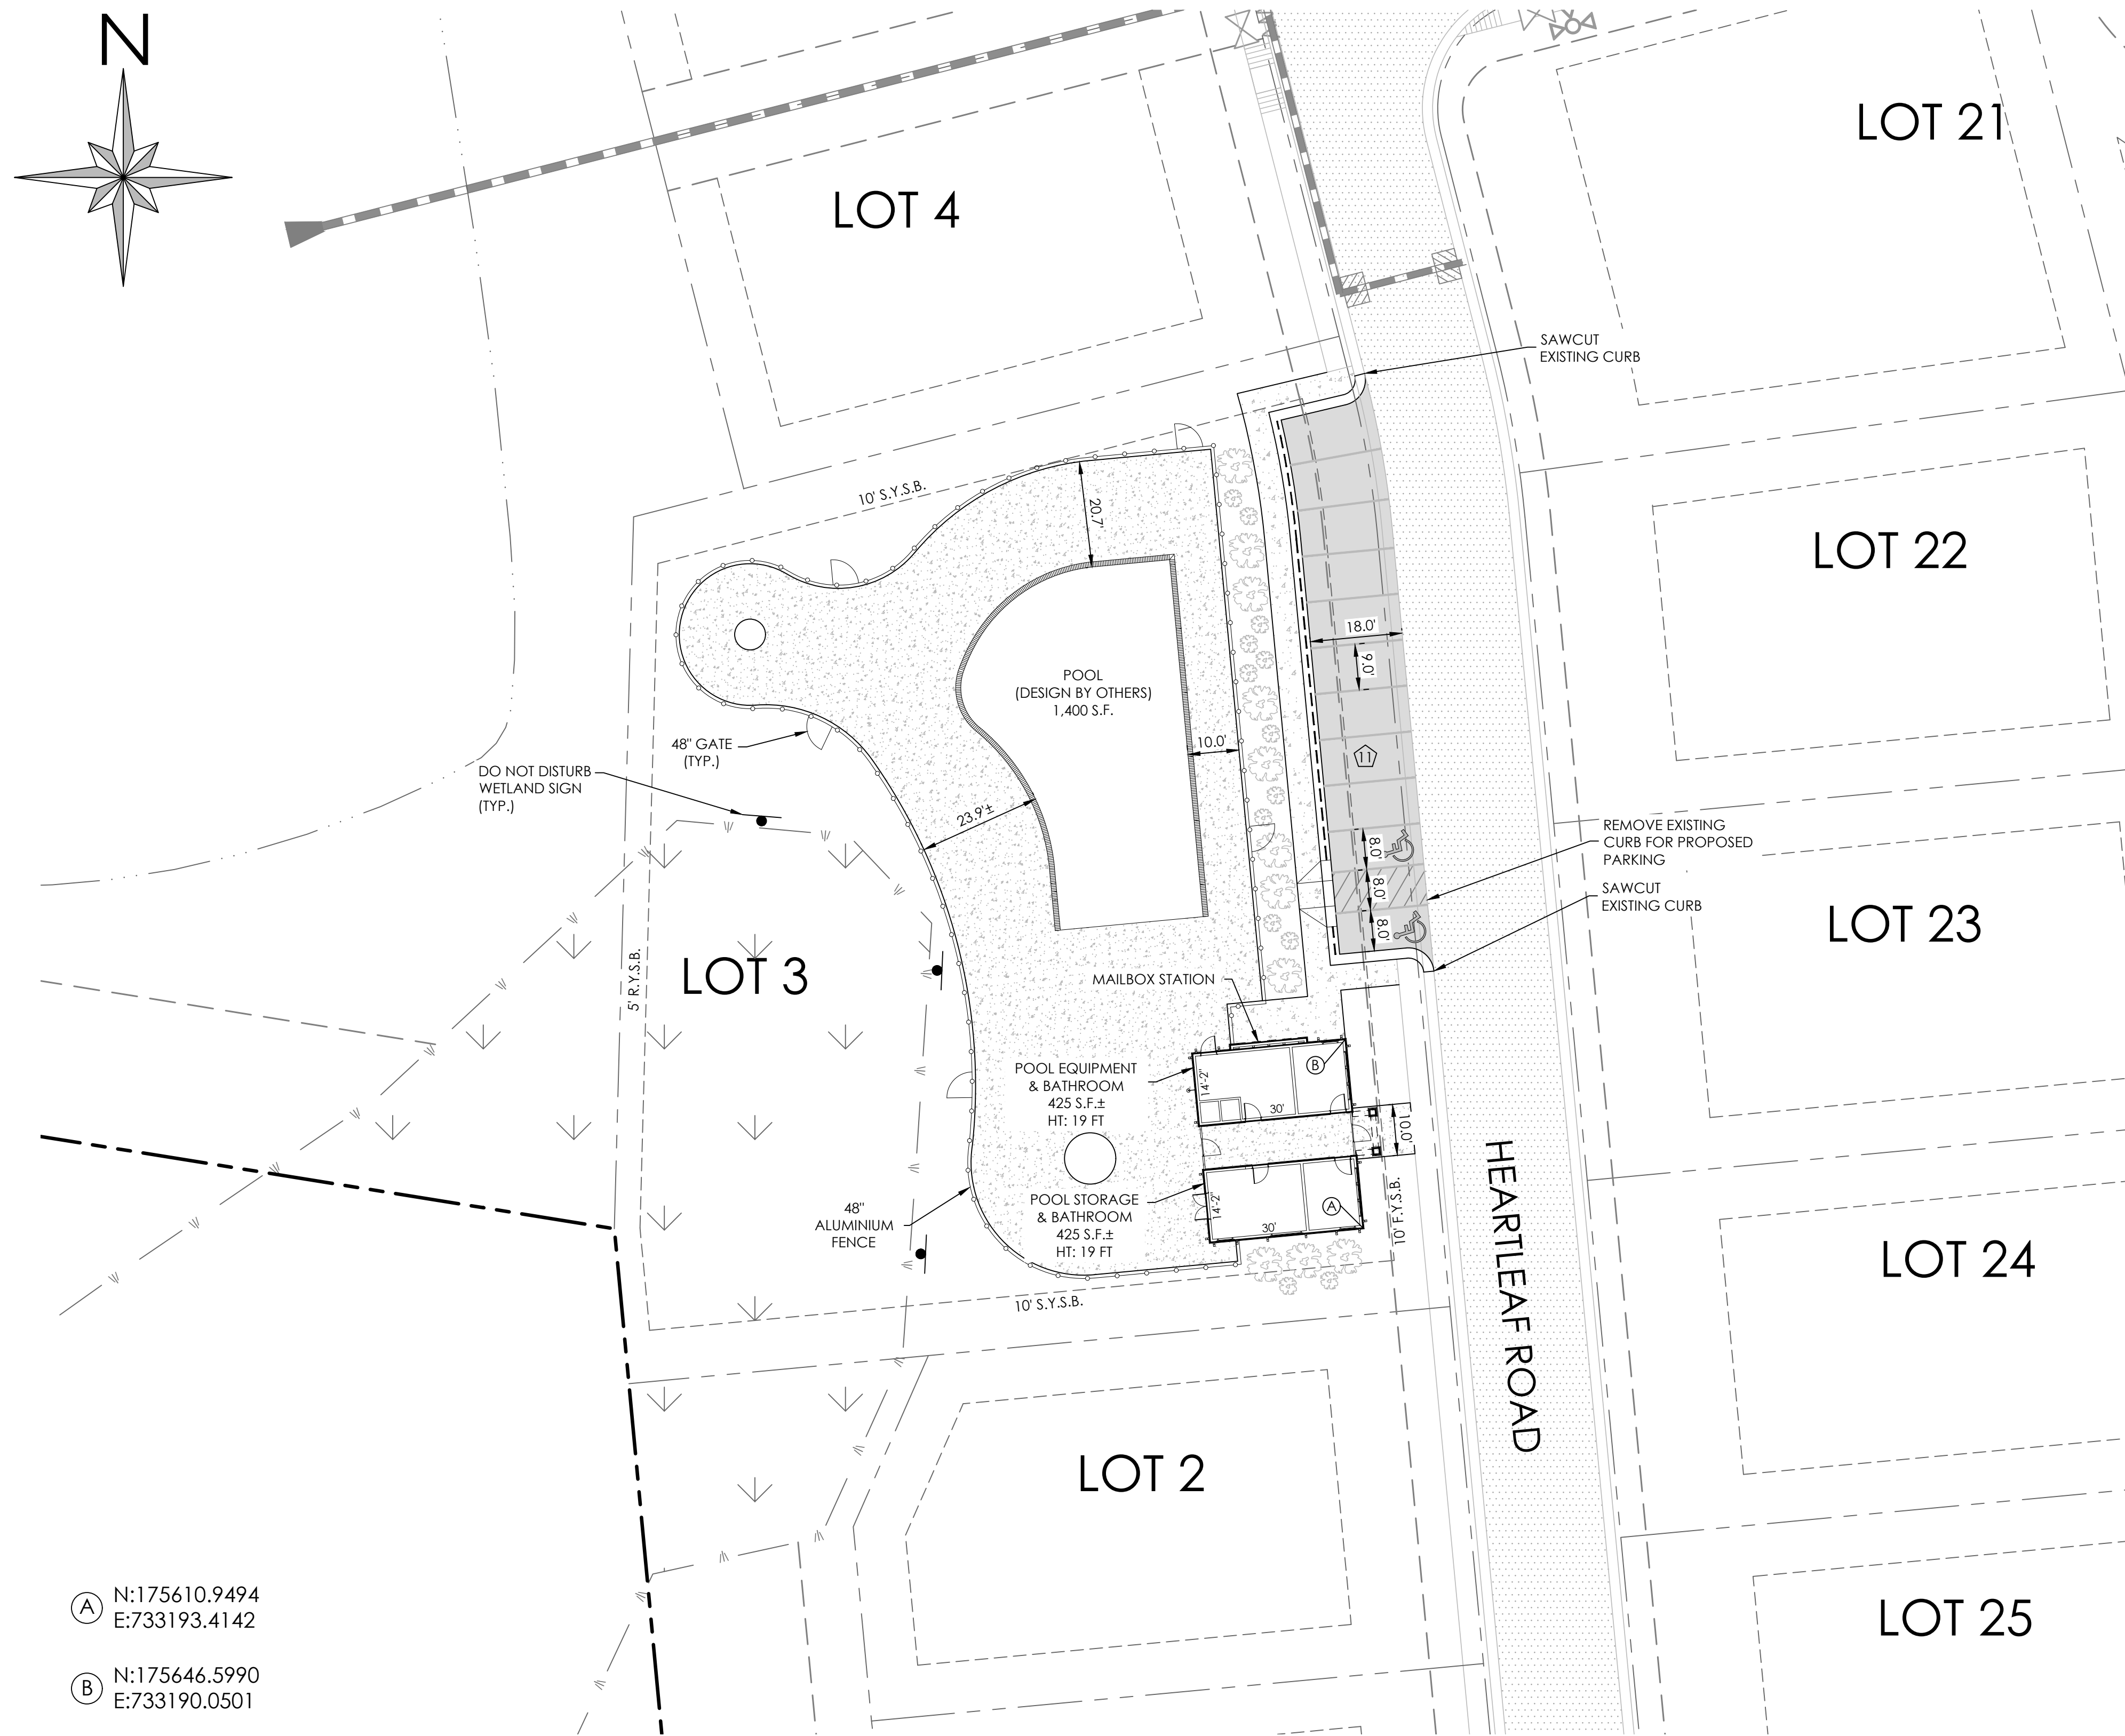 N
LOT 21
LOT 4
SAWCUT
EXISTING CURB
10' S.Y.S.B.
20.7'
LOT 22
18.0'
9.0'
POOL
(DESIGN BY OTHERS)
1,400 S.F.
10.0'
11
48" GATE
(TYP.)
DO NOT DISTURB
WETLAND SIGN
(TYP.)
23.9'±
8.0'
8.0'
8.0'
REMOVE EXISTING
CURB FOR PROPOSED
PARKING
SAWCUT
EXISTING CURB
LOT 23
5' R.Y.S.B.
LOT 3
MAILBOX STATION
POOL EQUIPMENT
& BATHROOM
425 S.F.±
HT: 19 FT
14'-2"
30'
B
10.0'
POOL STORAGE
& BATHROOM
425 S.F.±
HT: 19 FT
14'-2"
30'
A
10' F.Y.S.B.
48"
ALUMINIUM
FENCE
HEARTLEAF ROAD
LOT 24
10' S.Y.S.B.
LOT 2
LOT 25
A
N:175610.9494
E:733193.4142
B
N:175646.5990
E:733190.0501